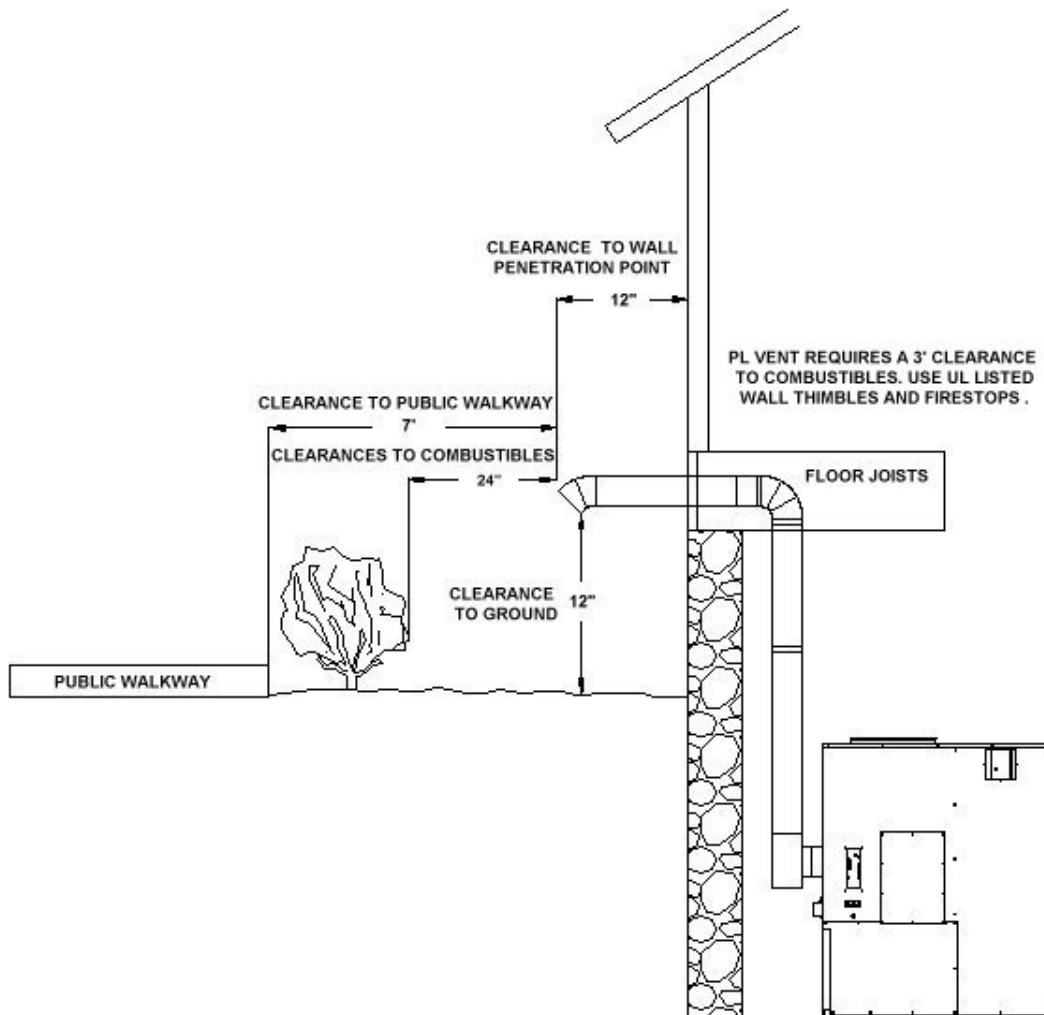 CLEARANCE TO WALL
PENETRATION POINT
12"
PL VENT REQUIRES A 3' CLEARANCE
TO COMBUSTIBLES. USE UL LISTED
WALL THIMBLES AND FIRESTOPS .
CLEARANCE TO PUBLIC WALKWAY
7'
CLEARANCES TO COMBUSTIBLES
24"
FLOOR JOISTS
CLEARANCE
TO GROUND
12"
PUBLIC WALKWAY